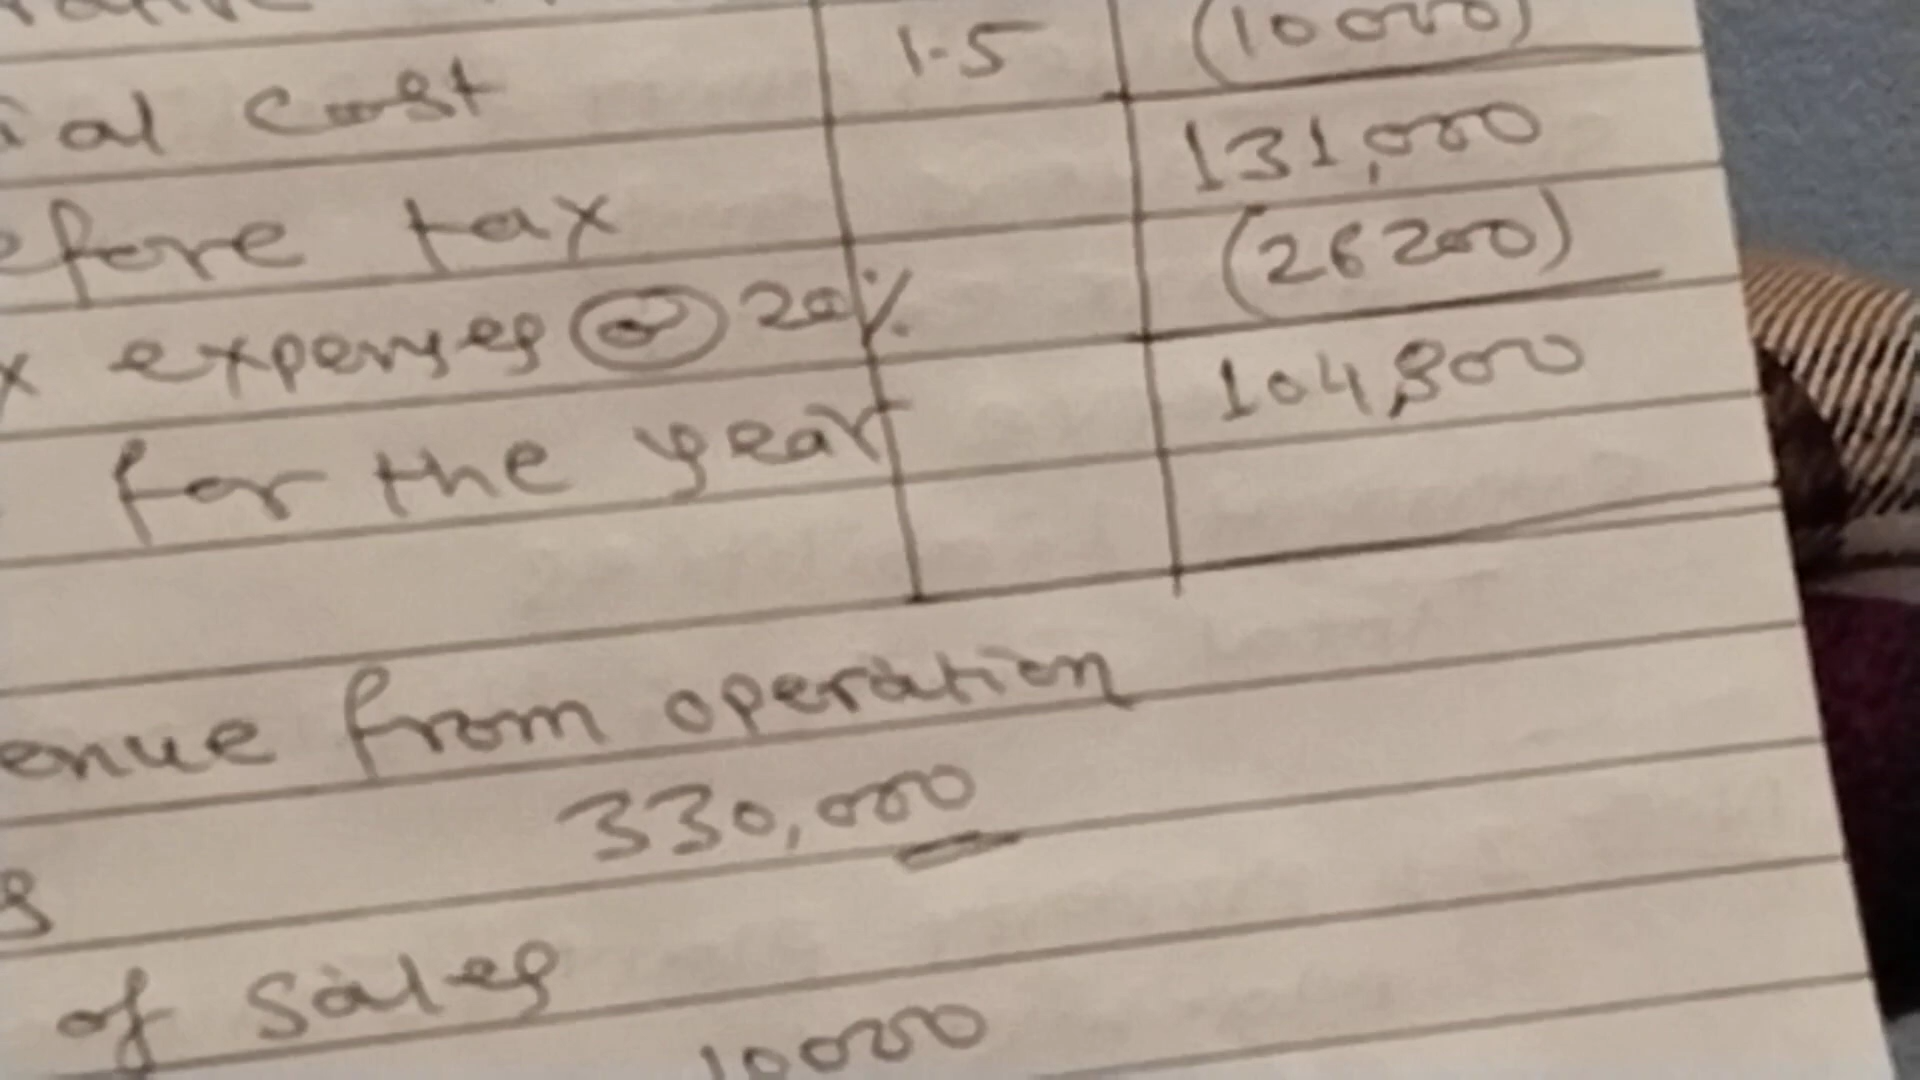 ial cost 1.5 (10000)
efore tax 131,000
x expenses @ 20% (26200)
for the year 104,800
enue from operation
330,000
of sales
10000